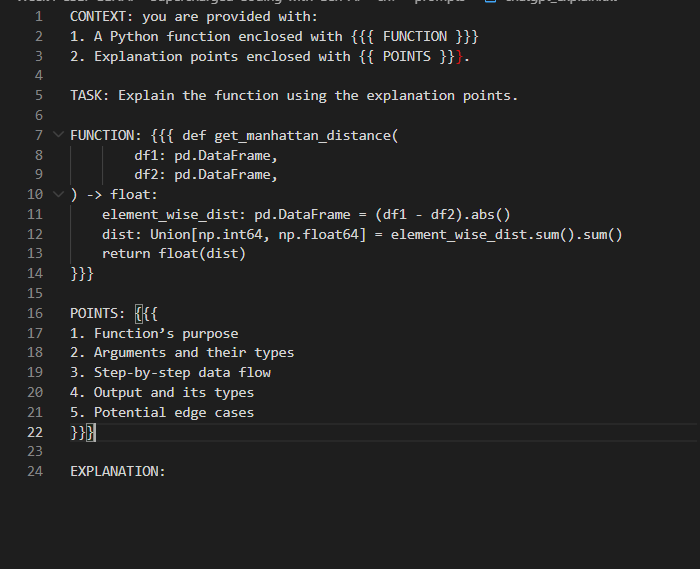 1 CONTEXT: you are provided with:
2 1. A Python function enclosed with {{{ FUNCTION }}}
3 2. Explanation points enclosed with {{ POINTS }}}.
4
5 TASK: Explain the function using the explanation points.
6
7 FUNCTION: {{{ def get_manhattan_distance(
8         df1: pd.DataFrame,
9         df2: pd.DataFrame,
10 ) -> float:
11     element_wise_dist: pd.DataFrame = (df1 - df2).abs()
12     dist: Union[np.int64, np.float64] = element_wise_dist.sum().sum()
13     return float(dist)
14 }}}
15
16 POINTS: {{{
17 1. Function’s purpose
18 2. Arguments and their types
19 3. Step-by-step data flow
20 4. Output and its types
21 5. Potential edge cases
22 }}}
23
24 EXPLANATION: